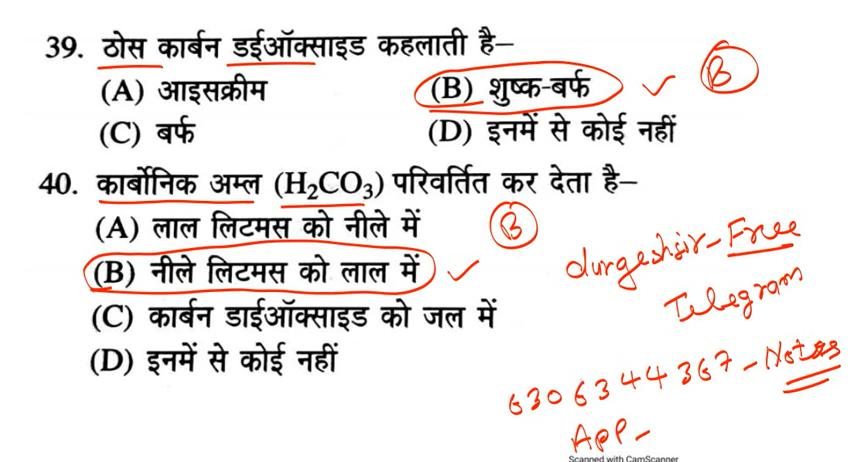 39. ठोस कार्बन डईऑक्साइड कहलाती है–
(A) आइसक्रीम (B) शुष्क-बर्फ B
(C) बर्फ (D) इनमें से कोई नहीं
40. कार्बोनिक अम्ल (H₂CO₃) परिवर्तित कर देता है–
(A) लाल लिटमस को नीले में B
(B) नीले लिटमस को लाल में
(C) कार्बन डाईऑक्साइड को जल में
(D) इनमें से कोई नहीं
durgeshsir - Free
Telegram
6306344367 - Notes
App -
Scanned with CamScanner